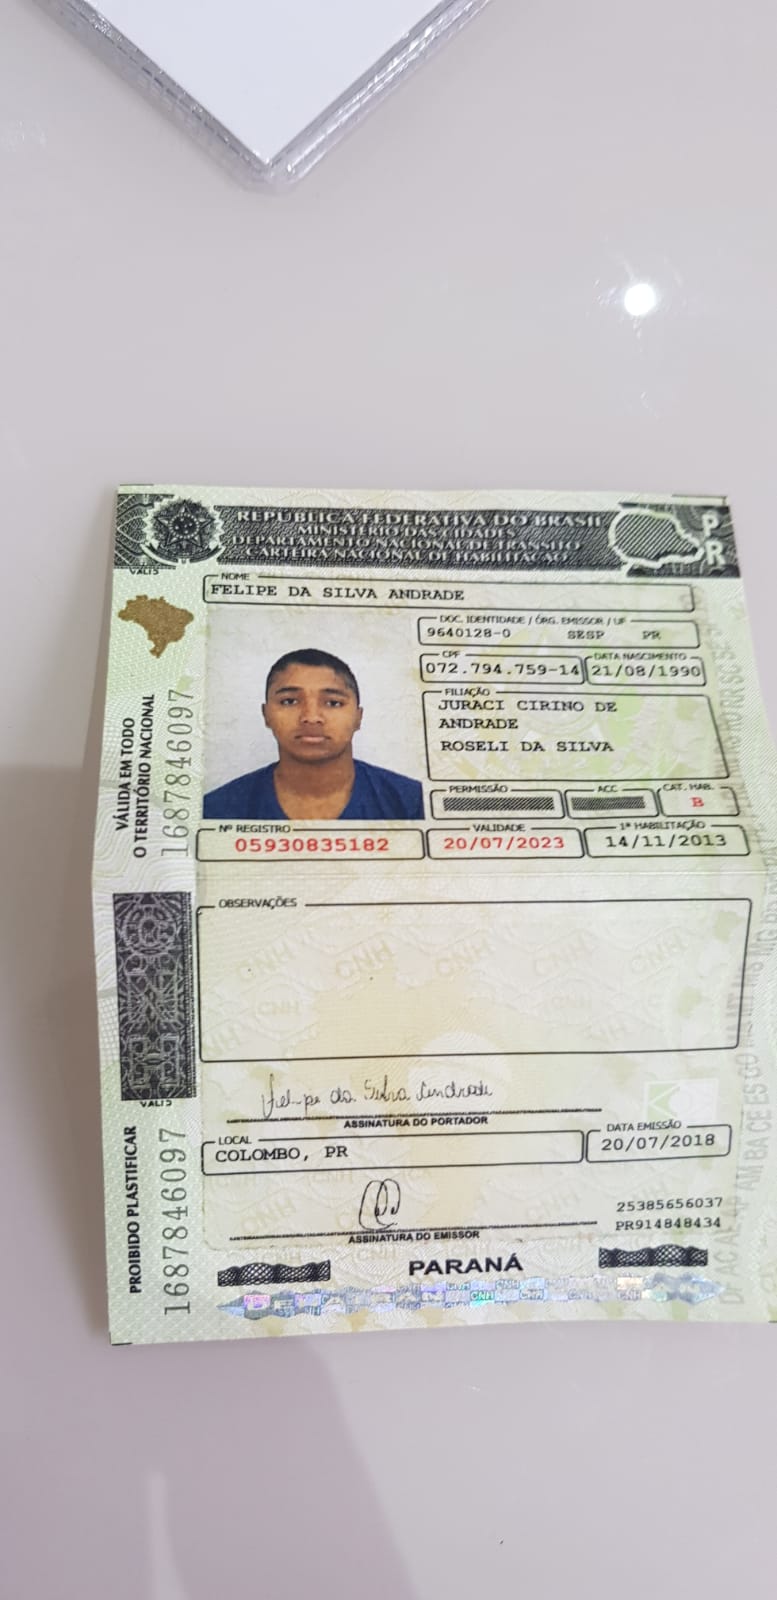 REPÚBLICA FEDERATIVA DO BRASIL
MINISTÉRIO DAS CIDADES
DEPARTAMENTO NACIONAL DE TRÂNSITO
CARTEIRA NACIONAL DE HABILITAÇÃO
PR
NOME
FELIPE DA SILVA ANDRADE
DOC. IDENTIDADE / ÓRG. EMISSOR / UF
9640128-0 SESP PR
CPF
072.794.759-14
DATA NASCIMENTO
21/08/1990
FILIAÇÃO
JURACI CIRINO DE
ANDRADE
ROSELI DA SILVA
PERMISSÃO
ACC
CAT. HAB.
B
Nº REGISTRO
05930835182
VALIDADE
20/07/2023
1ª HABILITAÇÃO
14/11/2013
VÁLIDA EM TODO
O TERRITÓRIO NACIONAL
1687846097
OBSERVAÇÕES
Felipe da Silva Andrade
ASSINATURA DO PORTADOR
LOCAL
COLOMBO, PR
DATA EMISSÃO
20/07/2018
ASSINATURA DO EMISSOR
25385656037
PR914848434
PARANÁ
PROIBIDO PLASTIFICAR
1687846097